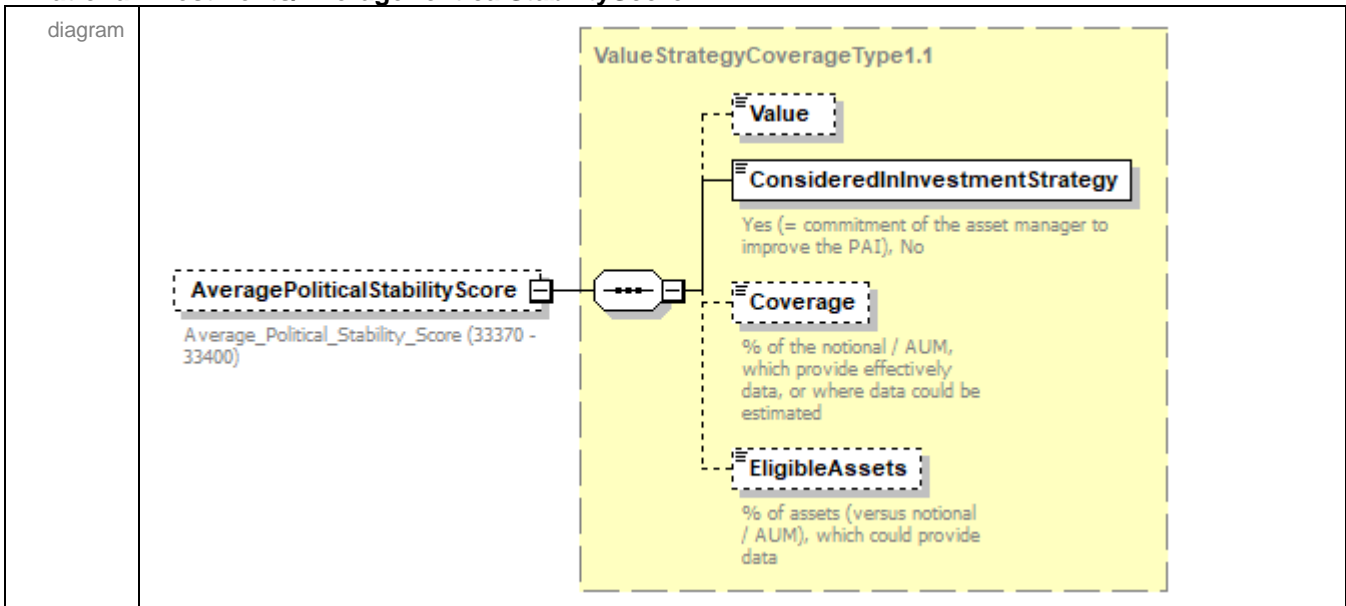 diagram
ValueStrategyCoverageType1.1
Value
ConsideredInInvestmentStrategy
Yes (= commitment of the asset manager to
improve the PAI), No
AveragePoliticalStabilityScore
Average_Political_Stability_Score (33370 -
33400)
Coverage
% of the notional / AUM,
which provide effectively
data, or where data could be
estimated
EligibleAssets
% of assets (versus notional
/ AUM), which could provide
data